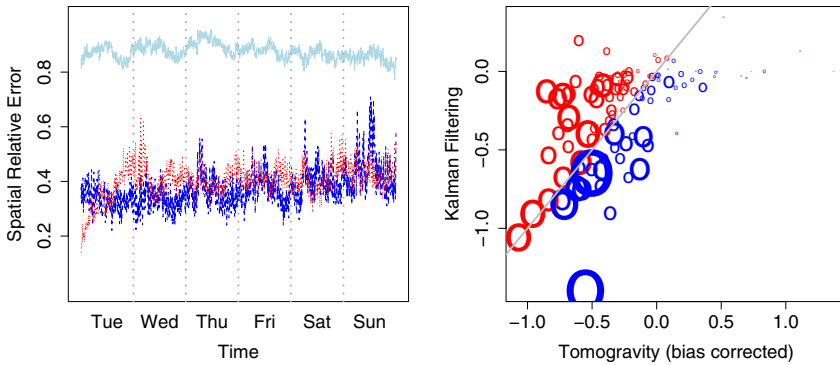 Spatial Relative Error
0.8
0.6
0.4
0.2
Tue Wed Thu Fri Sat Sun
Time
Kalman Filtering
0.0
−0.5
−1.0
−1.0 −0.5 0.0 0.5 1.0
Tomogravity (bias corrected)